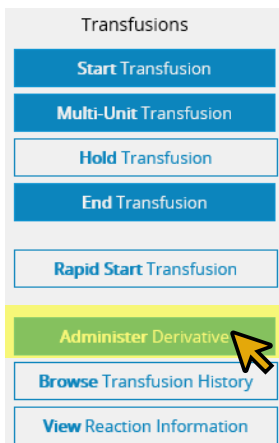 Transfusions
Start Transfusion
Multi-Unit Transfusion
Hold Transfusion
End Transfusion
Rapid Start Transfusion
Administer Derivative
Browse Transfusion History
View Reaction Information